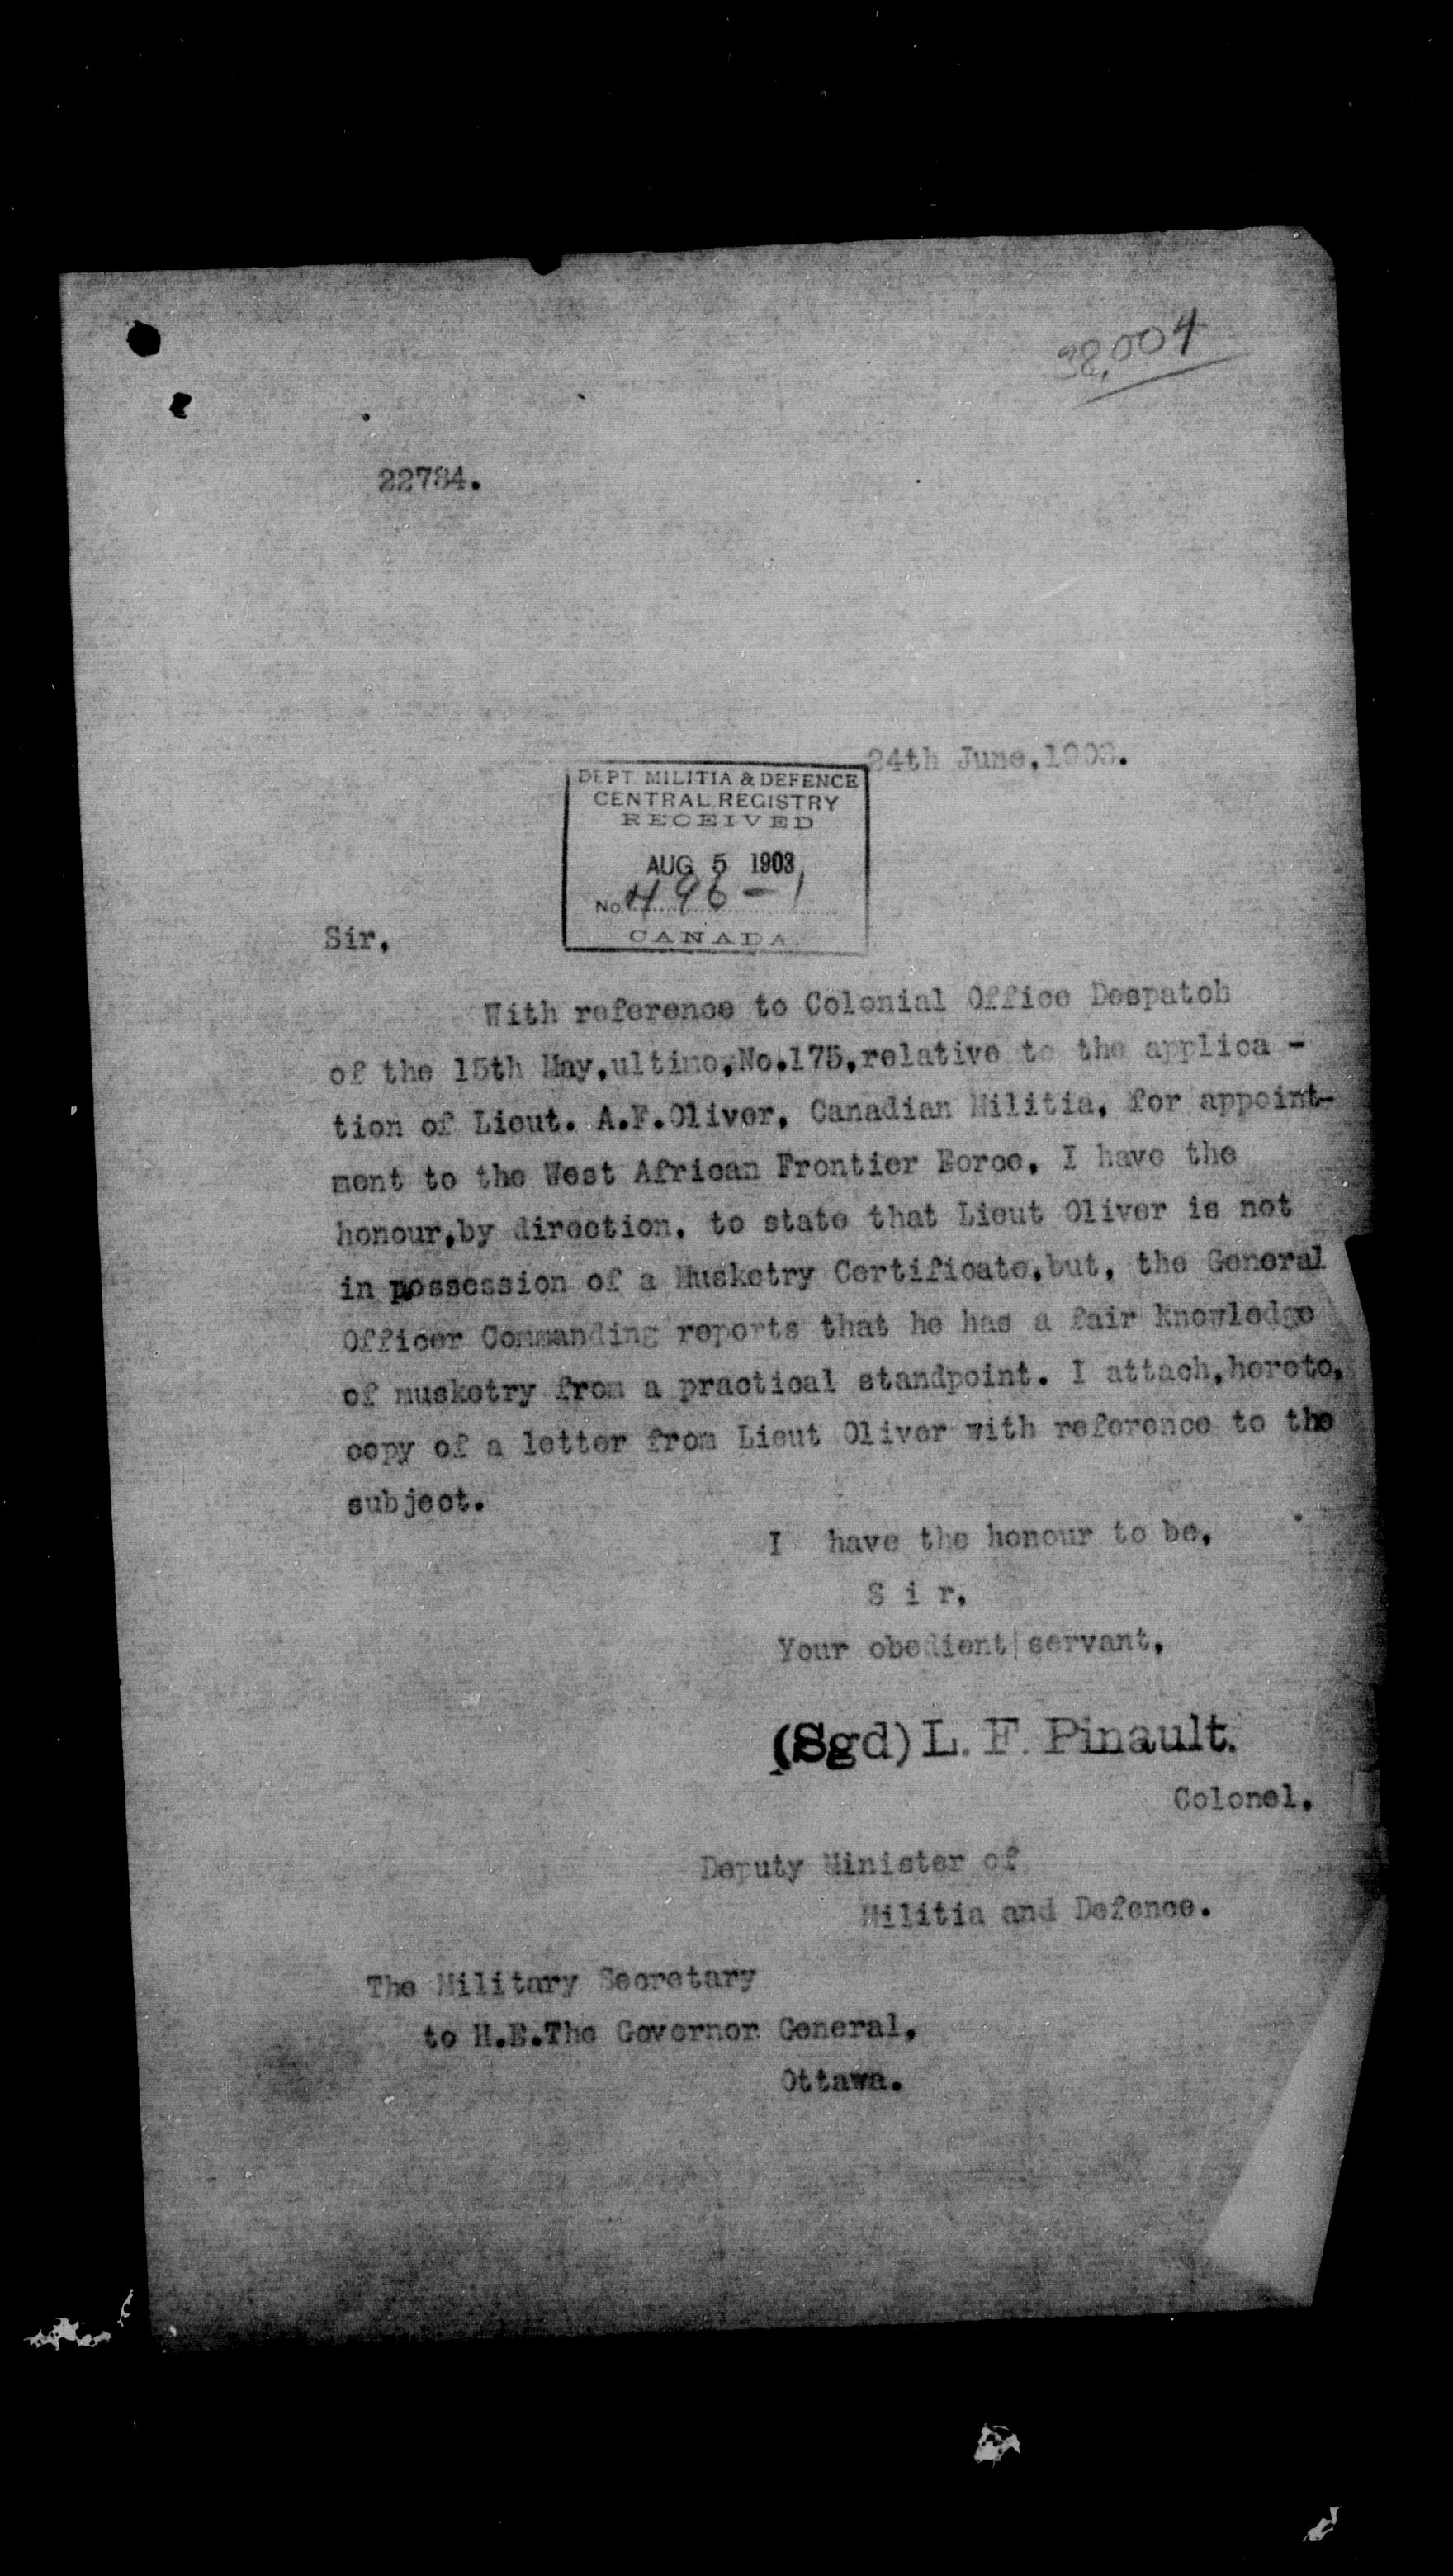 38,004
22784.
24th June,1903.
DEPT. MILITIA & DEFENCE
CENTRAL REGISTRY
RECEIVED
AUG 5 1903
No. 496-1
CANADA.
Sir,
With reference to Colonial Office Despatch
of the 15th May,ultimo,No.175,relative to the applica -
tion of Lieut. A.F.Oliver, Canadian Militia, for appoint-
ment to the West African Frontier Force, I have the
honour,by direction, to state that Lieut Oliver is not
in possession of a Musketry Certificate,but, the General
Officer Commanding reports that he has a fair knowledge
of musketry from a practical standpoint. I attach,hereto,
copy of a letter from Lieut Oliver with reference to the
subject.
I have the honour to be,
S i r,
Your obedient servant,
(Sgd) L. F. Pinault.
Colonel.
Deputy Minister of
Militia and Defence.
The Military Secretary
to H.E.The Governor General,
Ottawa.